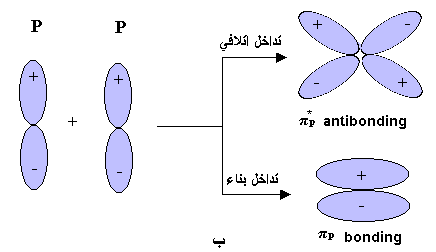 P P
+ + + -
- +
تداخل اتلافي
π*P antibonding
+ + +
- -
تداخل بناء
+
-
πP bonding
ب